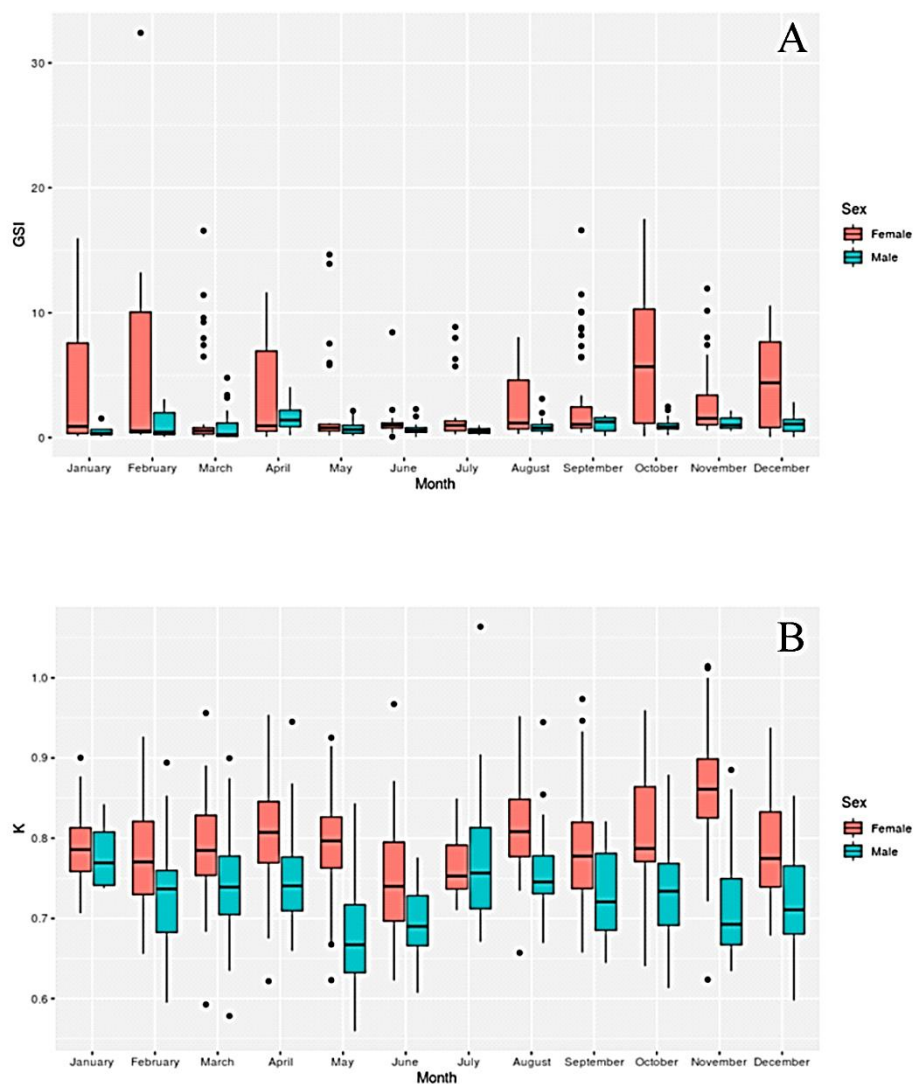 A
30
20
10
0
GSI
January February March April May June July August September October November December
Month
Sex
Female
Male
B
1.0
0.9
0.8
0.7
0.6
K
January February March April May June July August September October November December
Month
Sex
Female
Male